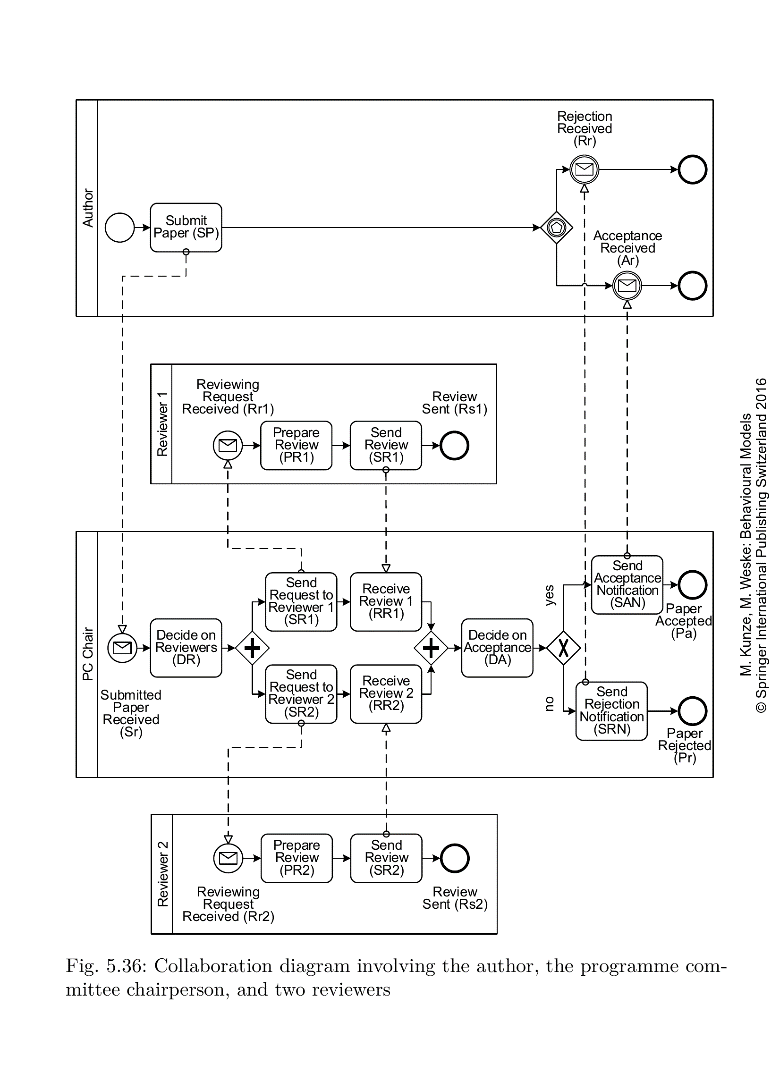 Author
Submit
Paper (SP)
Rejection
Received
(Rr)
Acceptance
Received
(Ar)
Reviewer 1
Reviewing
Request
Received (Rr1)
Prepare
Review
(PR1)
Send
Review
(SR1)
Review
Sent (Rs1)
PC Chair
Submitted
Paper
Received
(Sr)
Decide on
Reviewers
(DR)
Send
Request to
Reviewer 1
(SR1)
Receive
Review 1
(RR1)
Send
Request to
Reviewer 2
(SR2)
Receive
Review 2
(RR2)
Decide on
Acceptance
(DA)
yes
no
Send
Acceptance
Notification
(SAN)
Paper
Accepted
(Pa)
Send
Rejection
Notification
(SRN)
Paper
Rejected
(Pr)
Reviewer 2
Reviewing
Request
Received (Rr2)
Prepare
Review
(PR2)
Send
Review
(SR2)
Review
Sent (Rs2)
M. Kunze, M. Weske: Behavioural Models
© Springer International Publishing Switzerland 2016
Fig. 5.36: Collaboration diagram involving the author, the programme com-
mittee chairperson, and two reviewers